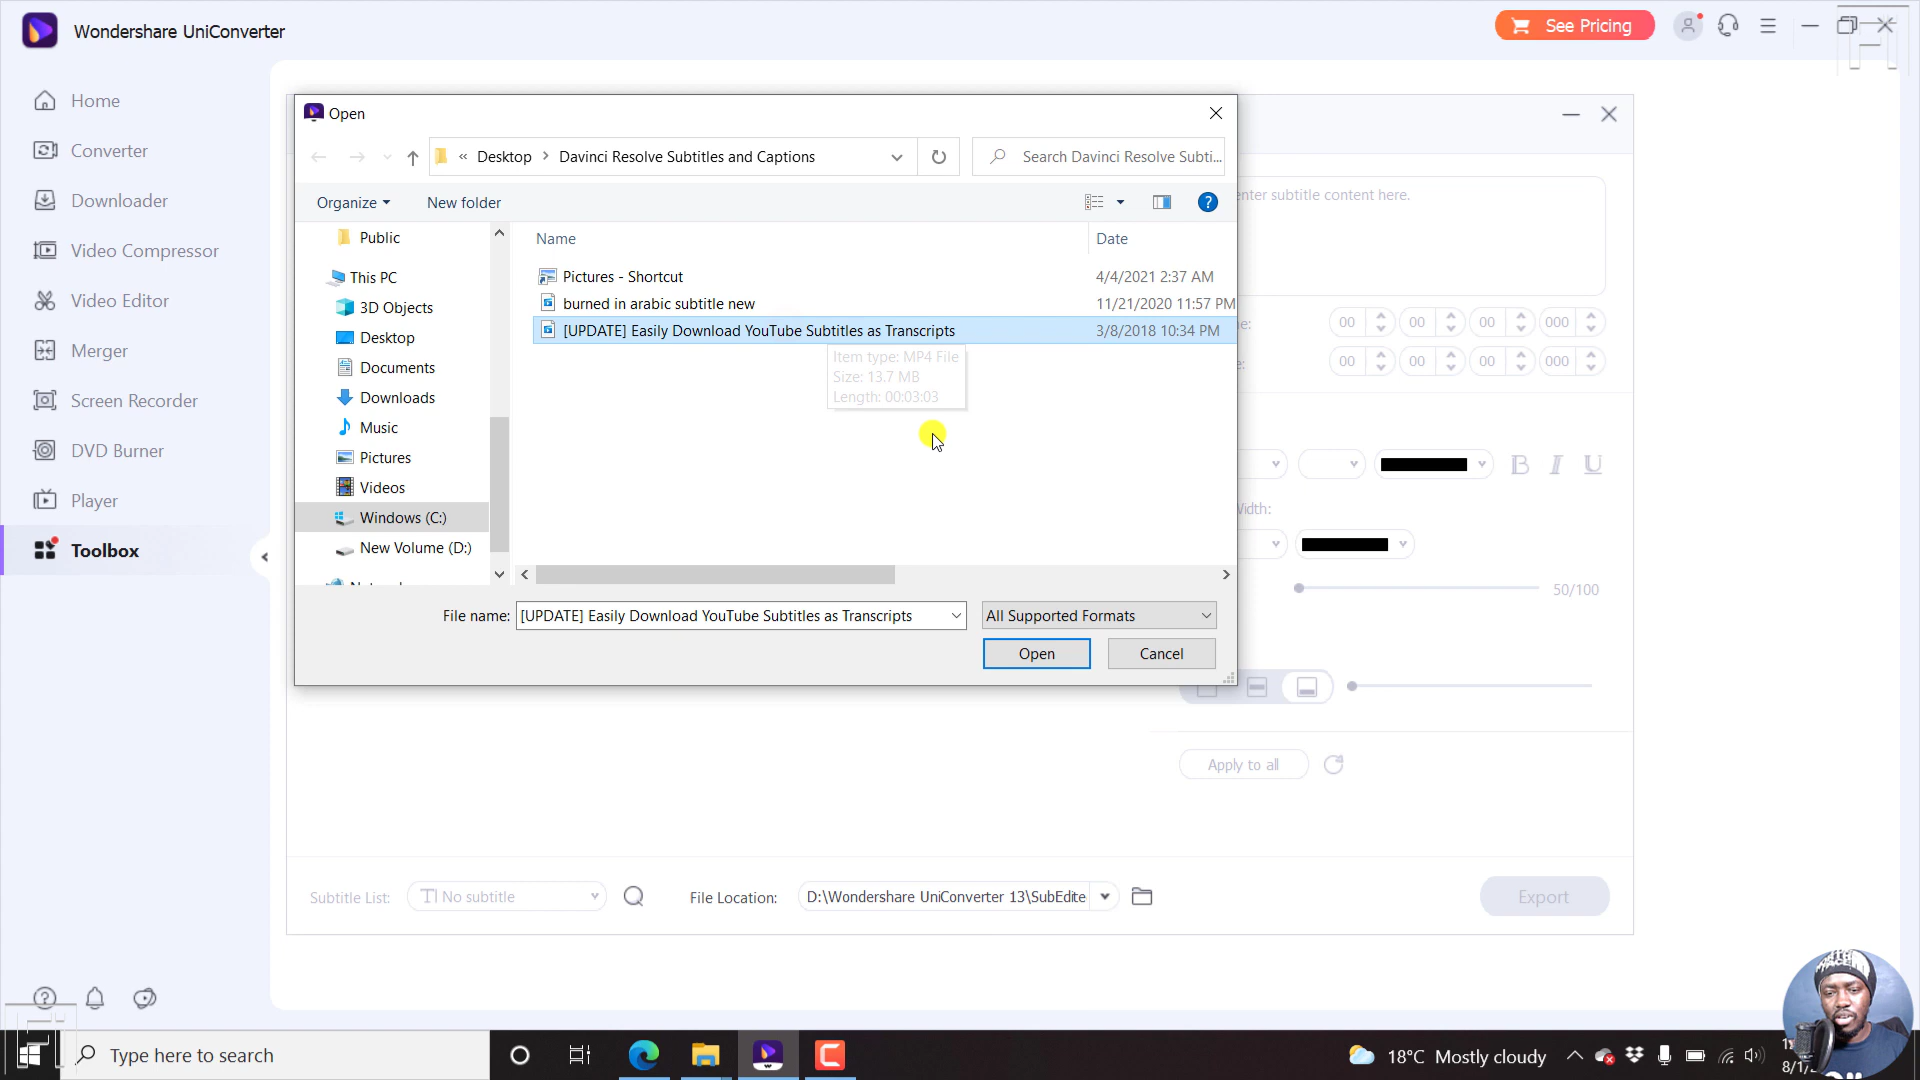 Wondershare UniConverter
See Pricing
Home
Converter
Downloader
Video Compressor
Video Editor
Merger
Screen Recorder
DVD Burner
Player
Toolbox
Open
« Desktop > Davinci Resolve Subtitles and Captions
Search Davinci Resolve Subti...
Organize
New folder
Public
This PC
3D Objects
Desktop
Documents
Downloads
Music
Pictures
Videos
Windows (C:)
New Volume (D:)
Name
Date
Pictures - Shortcut
4/4/2021 2:37 AM
burned in arabic subtitle new
11/21/2020 11:57 PM
[UPDATE] Easily Download YouTube Subtitles as Transcripts
3/8/2018 10:34 PM
Item type: MP4 File
Size: 13.7 MB
Length: 00:03:03
File name:
[UPDATE] Easily Download YouTube Subtitles as Transcripts
All Supported Formats
Open
Cancel
enter subtitle content here.
00 00 00 000
00 00 00 000
B I U
Width:
50/100
Apply to all
Subtitle List:
No subtitle
File Location:
D:\Wondershare UniConverter 13\SubEdite
Export
Type here to search
18°C Mostly cloudy